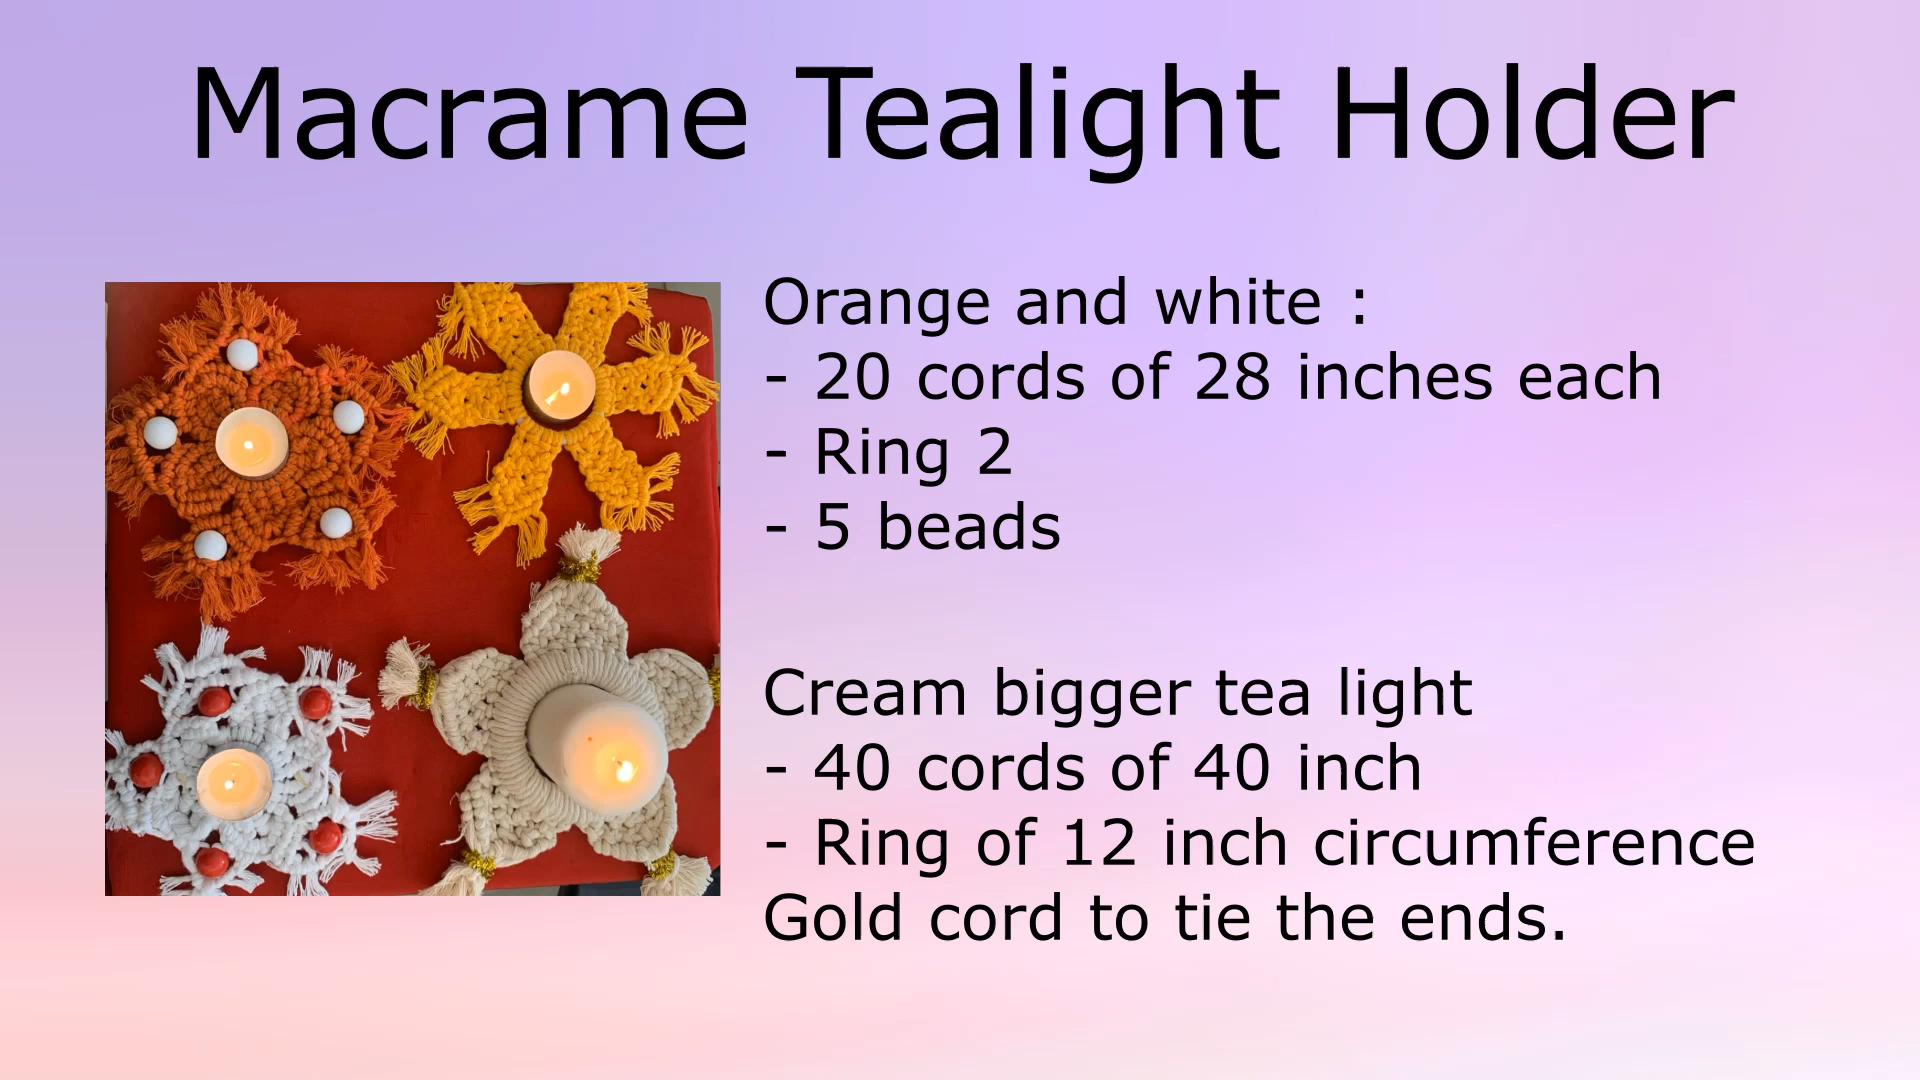 Macrame Tealight Holder
Orange and white :
- 20 cords of 28 inches each
- Ring 2
- 5 beads
Cream bigger tea light
- 40 cords of 40 inch
- Ring of 12 inch circumference
Gold cord to tie the ends.